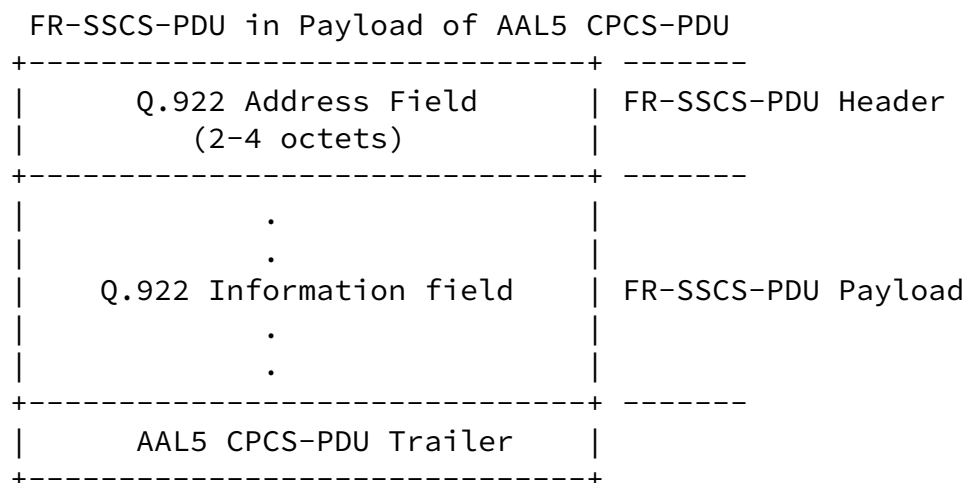 FR-SSCS-PDU in Payload of AAL5 CPCS-PDU
+-------------------------------+ -------
|      Q.922 Address Field      | FR-SSCS-PDU Header
|         (2-4 octets)          |
+-------------------------------+ -------
|             .                 |
|             .                 |
|    Q.922 Information field    | FR-SSCS-PDU Payload
|             .                 |
|             .                 |
+-------------------------------+ -------
|      AAL5 CPCS-PDU Trailer    |
+-------------------------------+